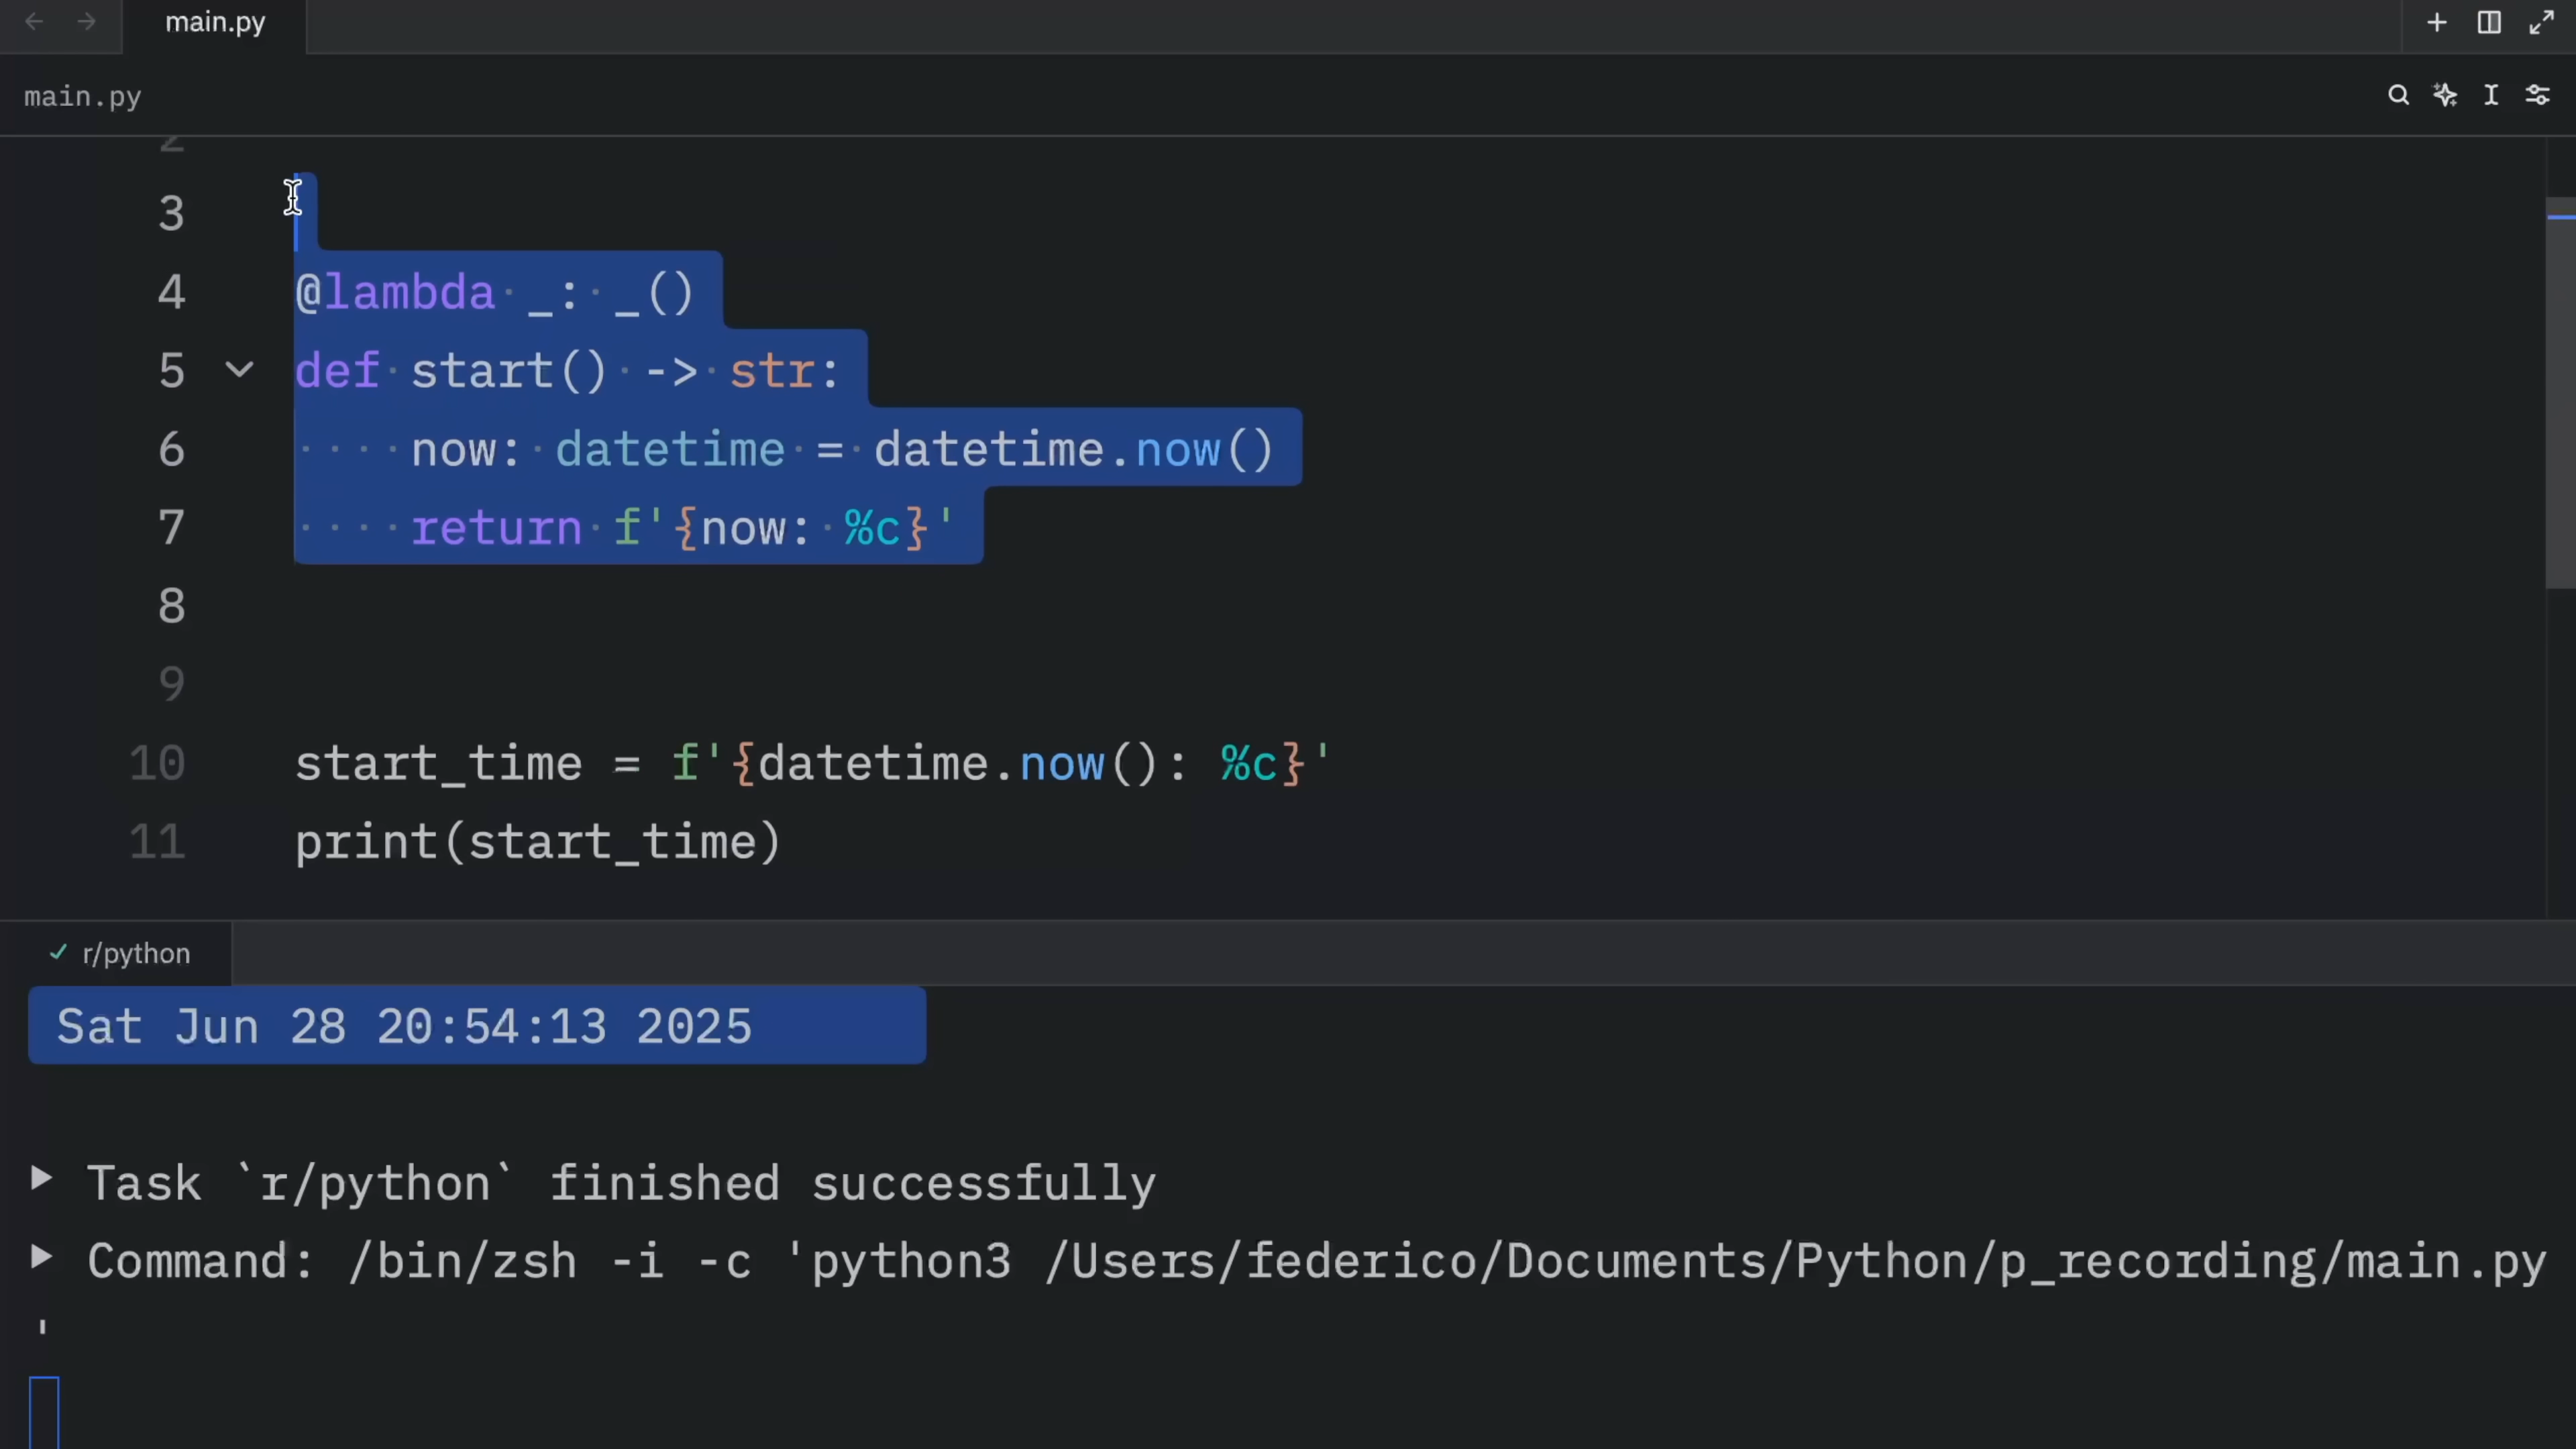 main.py
main.py
2
3
4 @lambda _: _()
5 def start() -> str:
6 now: datetime = datetime.now()
7 return f'{now: %c}'
8
9
10 start_time = f'{datetime.now(): %c}'
11 print(start_time)
r/python
Sat Jun 28 20:54:13 2025
Task `r/python` finished successfully
Command: /bin/zsh -i -c 'python3 /Users/federico/Documents/Python/p_recording/main.py
'